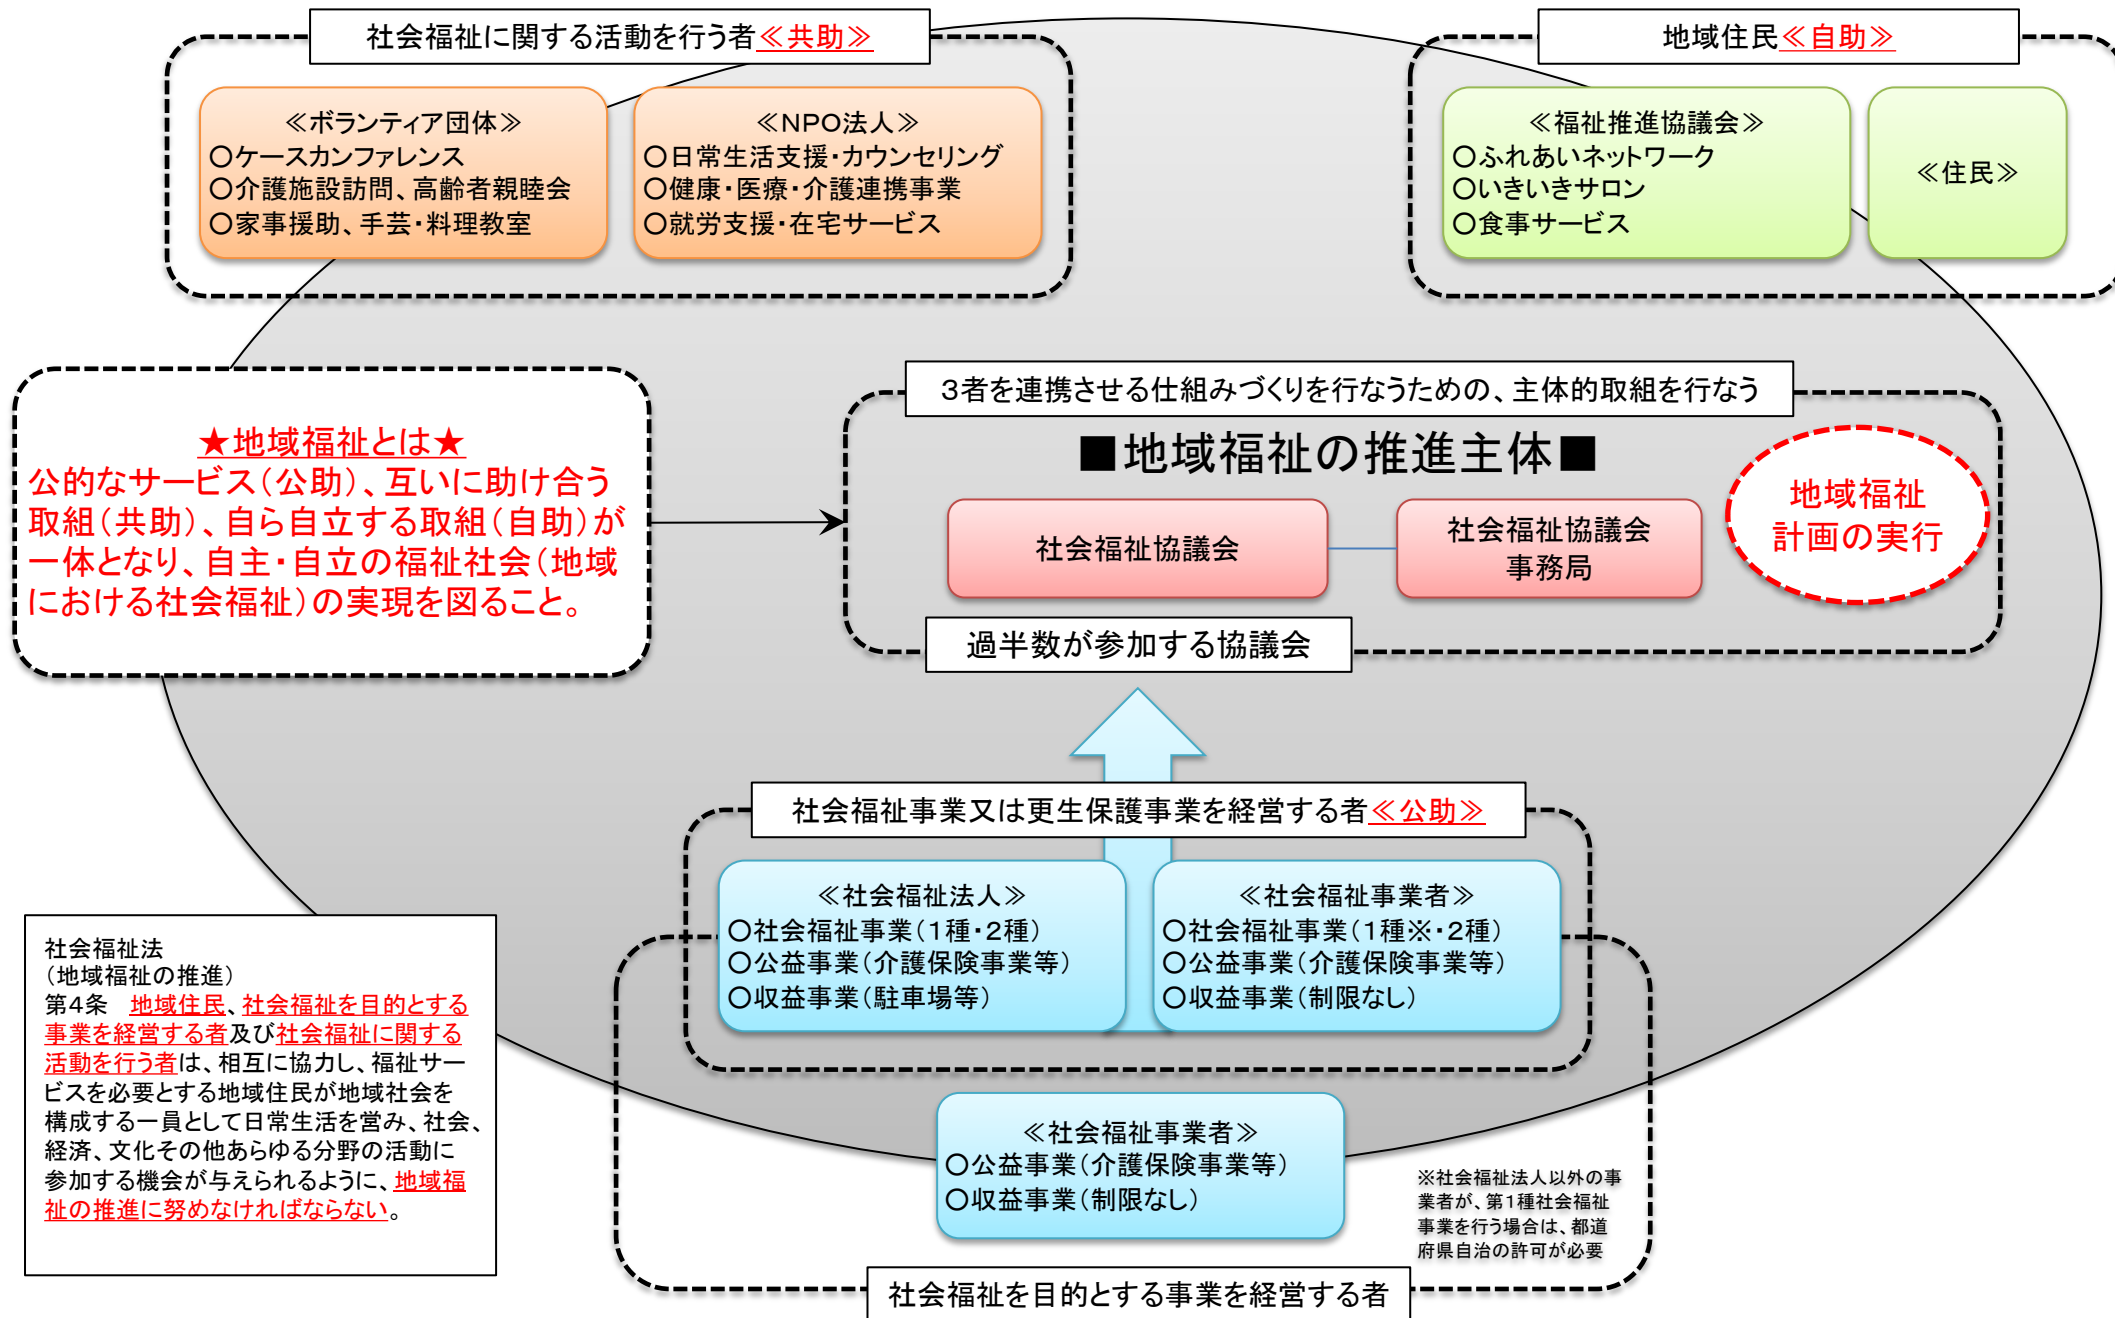 社会福祉に関する活動を行う者≪共助≫
≪ボランティア団体≫
○ケースカンファレンス
○介護施設訪問、高齢者親睦会
○家事援助、手芸・料理教室
≪NPO法人≫
○日常生活支援・カウンセリング
○健康・医療・介護連携事業
○就労支援・在宅サービス
地域住民≪自助≫
≪福祉推進協議会≫
○ふれあいネットワーク
○いきいきサロン
○食事サービス
≪住民≫
★地域福祉とは★
公的なサービス（公助）、互いに助け合う
取組（共助）、自ら自立する取組（自助）が
一体となり、自主・自立の福祉社会（地域
における社会福祉）の実現を図ること。
３者を連携させる仕組みづくりを行なうための、主体的取組を行なう
■地域福祉の推進主体■
社会福祉協議会
社会福祉協議会
事務局
地域福祉
計画の実行
過半数が参加する協議会
社会福祉事業又は更生保護事業を経営する者≪公助≫
≪社会福祉法人≫
○社会福祉事業（１種・２種）
○公益事業（介護保険事業等）
○収益事業（駐車場等）
≪社会福祉事業者≫
○社会福祉事業（１種※・２種）
○公益事業（介護保険事業等）
○収益事業（制限なし）
≪社会福祉事業者≫
○公益事業（介護保険事業等）
○収益事業（制限なし）
※社会福祉法人以外の事
業者が、第１種社会福祉
事業を行う場合は、都道
府県自治の許可が必要
社会福祉を目的とする事業を経営する者
社会福祉法
（地域福祉の推進）
第４条　地域住民、社会福祉を目的とする
事業を経営する者及び社会福祉に関する
活動を行う者は、相互に協力し、福祉サー
ビスを必要とする地域住民が地域社会を
構成する一員として日常生活を営み、社会、
経済、文化その他あらゆる分野の活動に
参加する機会が与えられるように、地域福
祉の推進に努めなければならない。